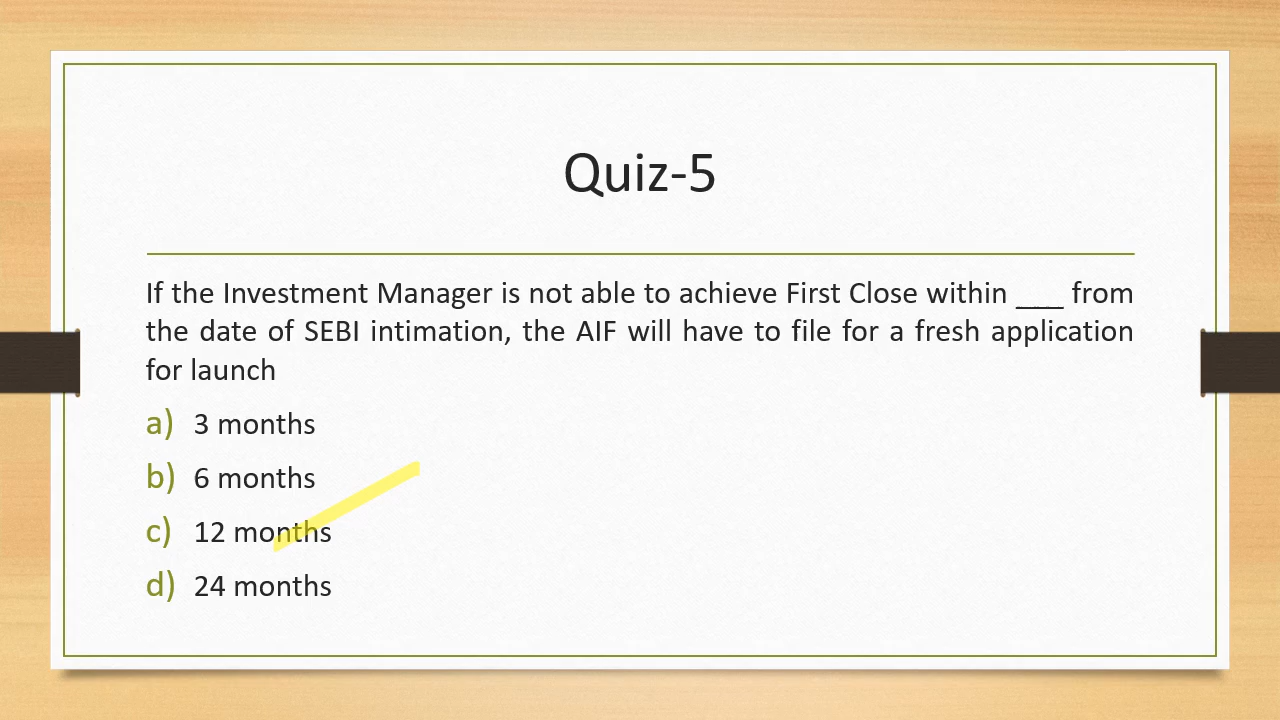 Quiz-5
If the Investment Manager is not able to achieve First Close within ___ from
the date of SEBI intimation, the AIF will have to file for a fresh application
for launch
a) 3 months
b) 6 months
c) 12 months
d) 24 months